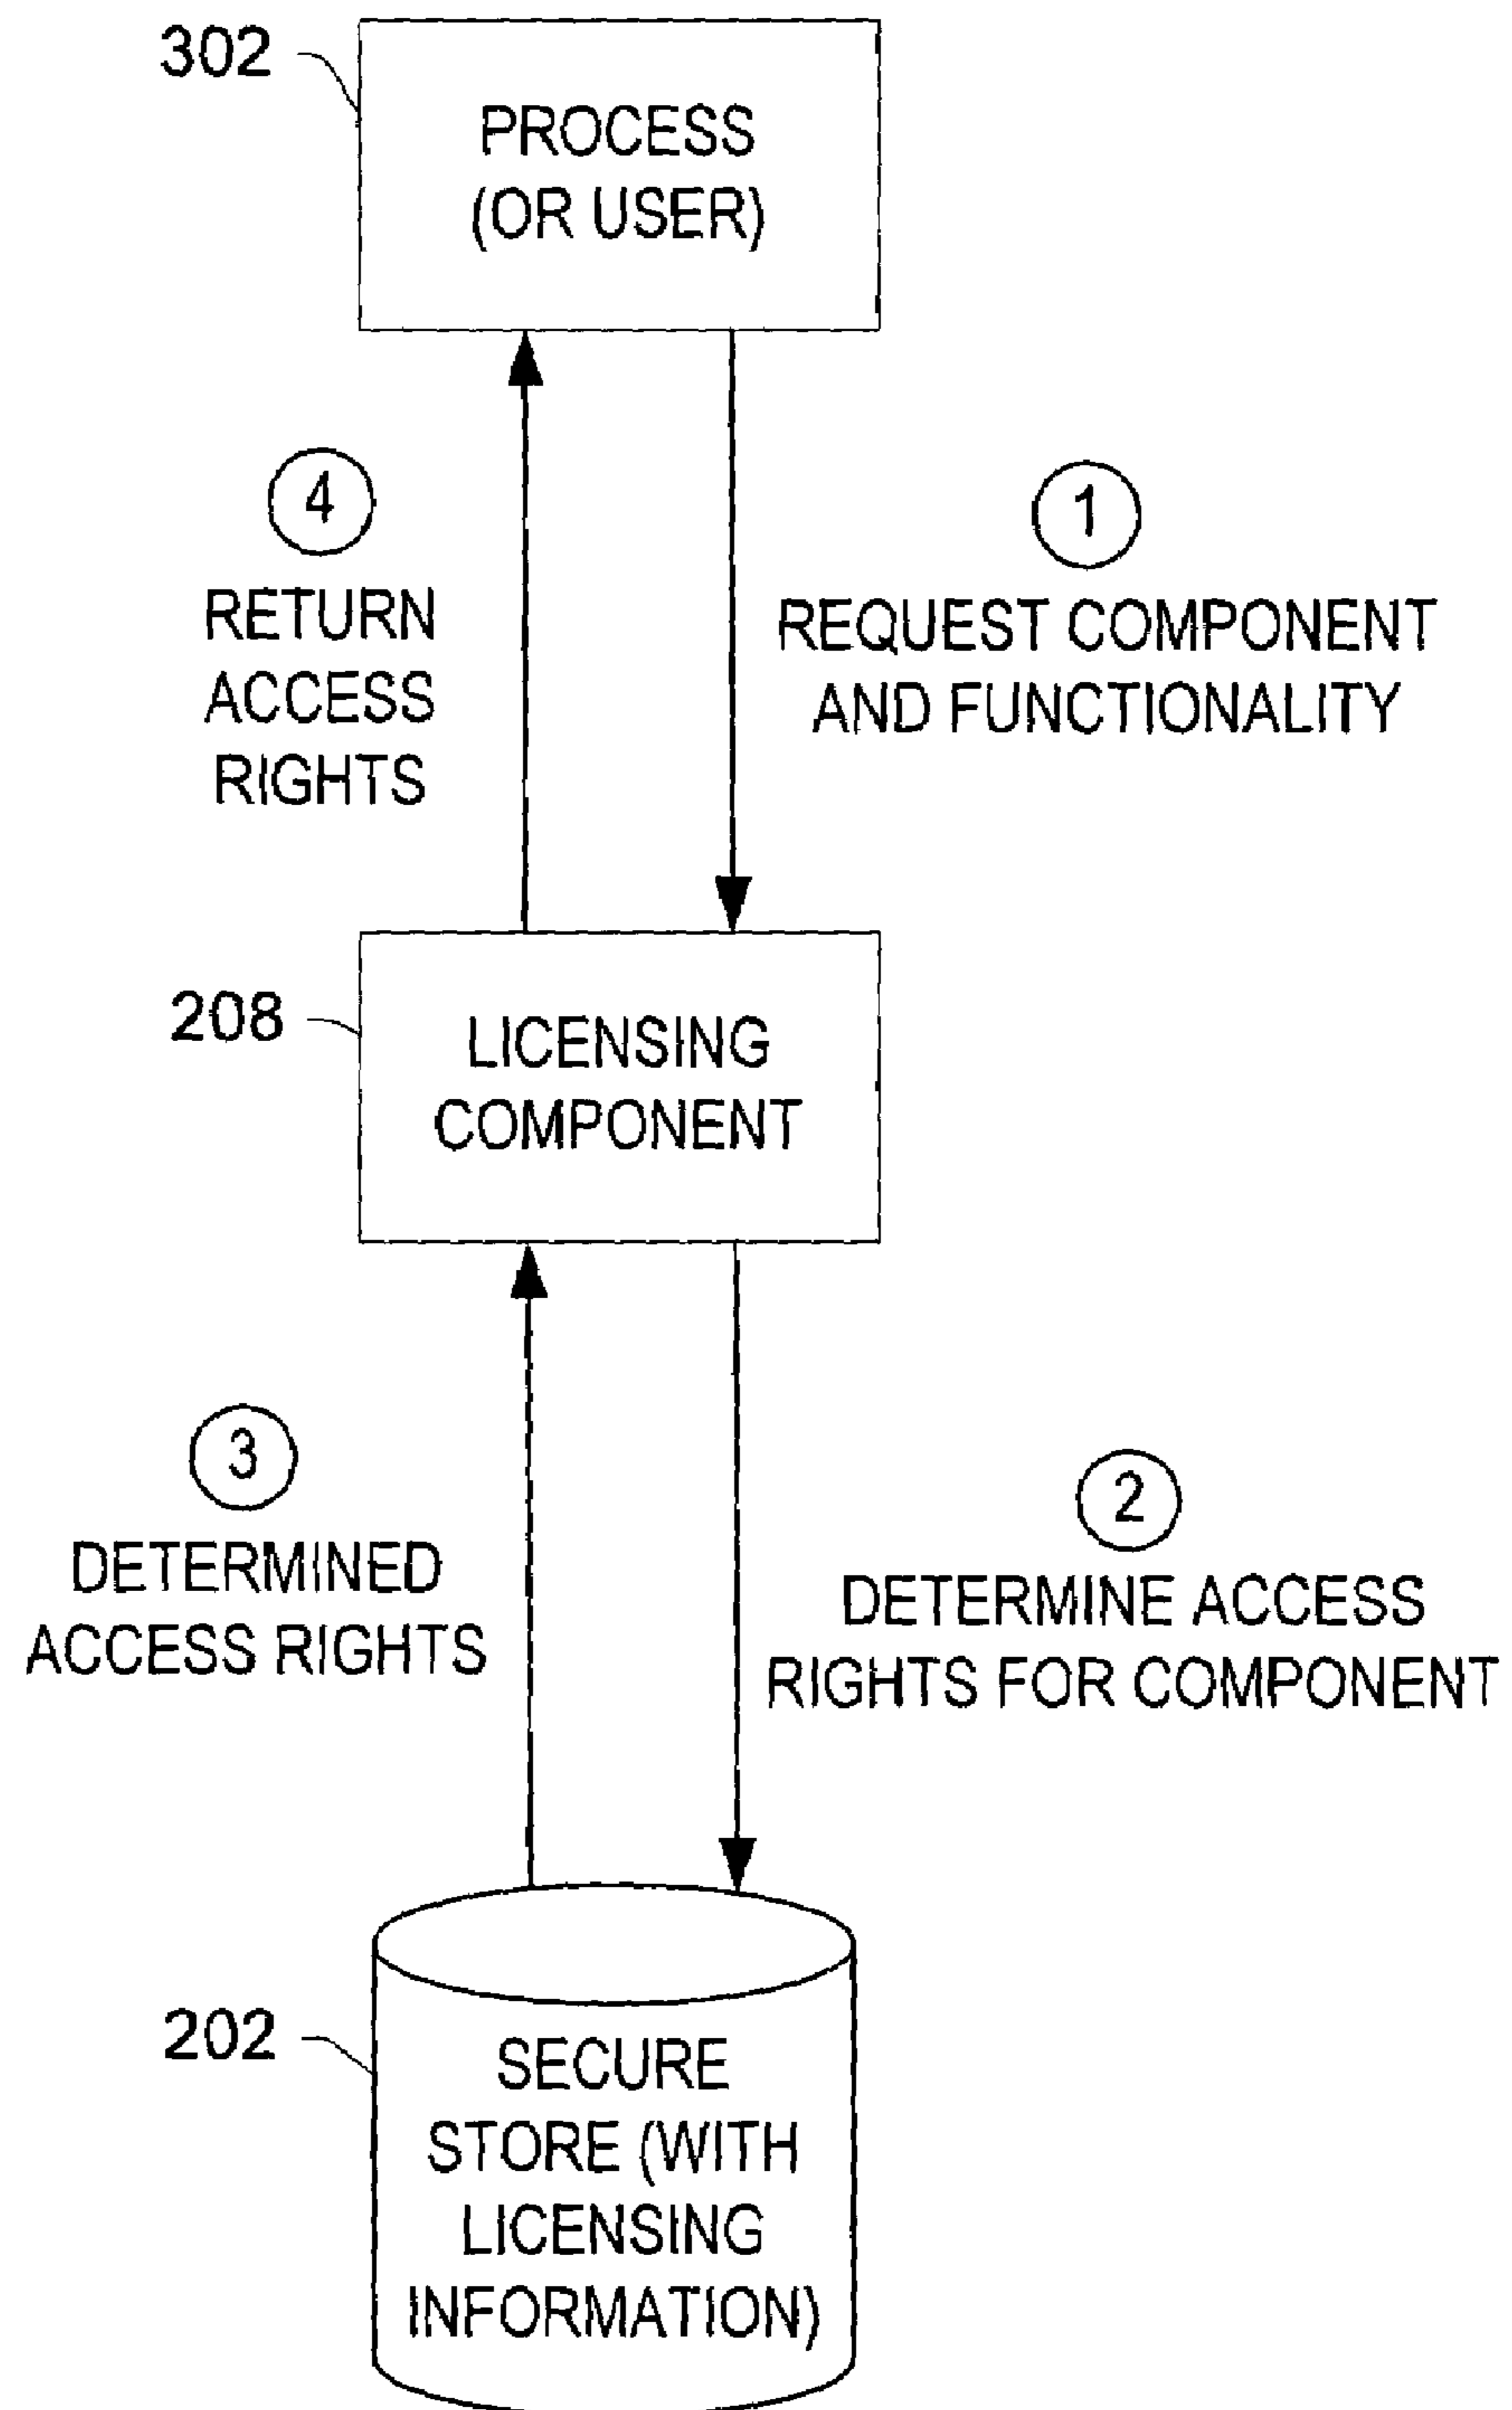 302
PROCESS
(OR USER)
4
RETURN
ACCESS
RIGHTS
1
REQUEST COMPONENT
AND FUNCTIONALITY
208
LICENSING
COMPONENT
3
DETERMINED
ACCESS RIGHTS
2
DETERMINE ACCESS
RIGHTS FOR COMPONENT
202
SECURE
STORE (WITH
LICENSING
INFORMATION)